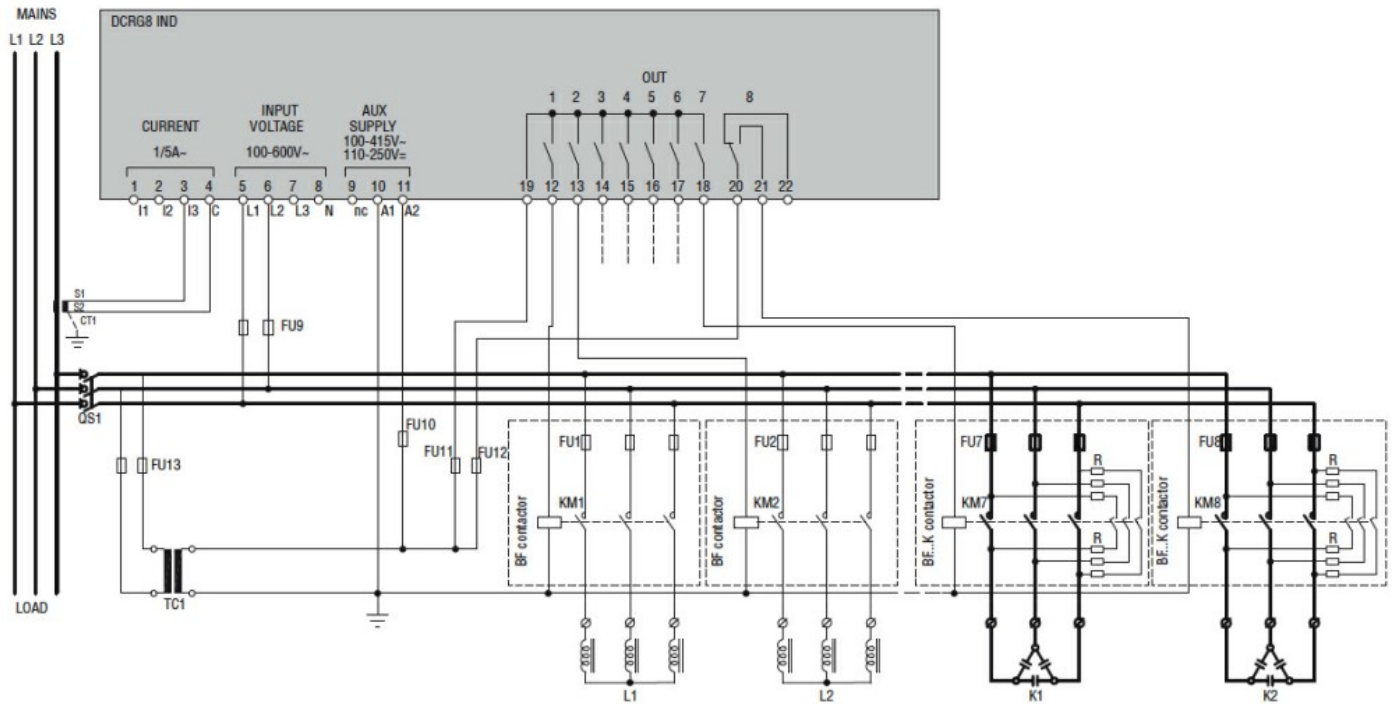 MAINS
L1 L2 L3
DCRG8 IND
OUT
1 2 3 4 5 6 7 8
CURRENT
1/5A~
INPUT
VOLTAGE
100-600V~
AUX
SUPPLY
100-415V~
110-250V=
1 2 3 4 5 6 7 8 9 10 11 19 12 13 14 15 16 17 18 20 21 22
I1 I2 I3 C L1 L2 L3 N nc A1 A2
S1
S2
CT1
FU9
QS1
FU10
FU11
FU12
FU13
FU1
FU2
FU7
FU8
R
R
KM1
KM2
KM7
KM8
R
R
BF contactor
BF contactor
BF...K contactor
BF...K contactor
LOAD
TC1
L1
L2
K1
K2